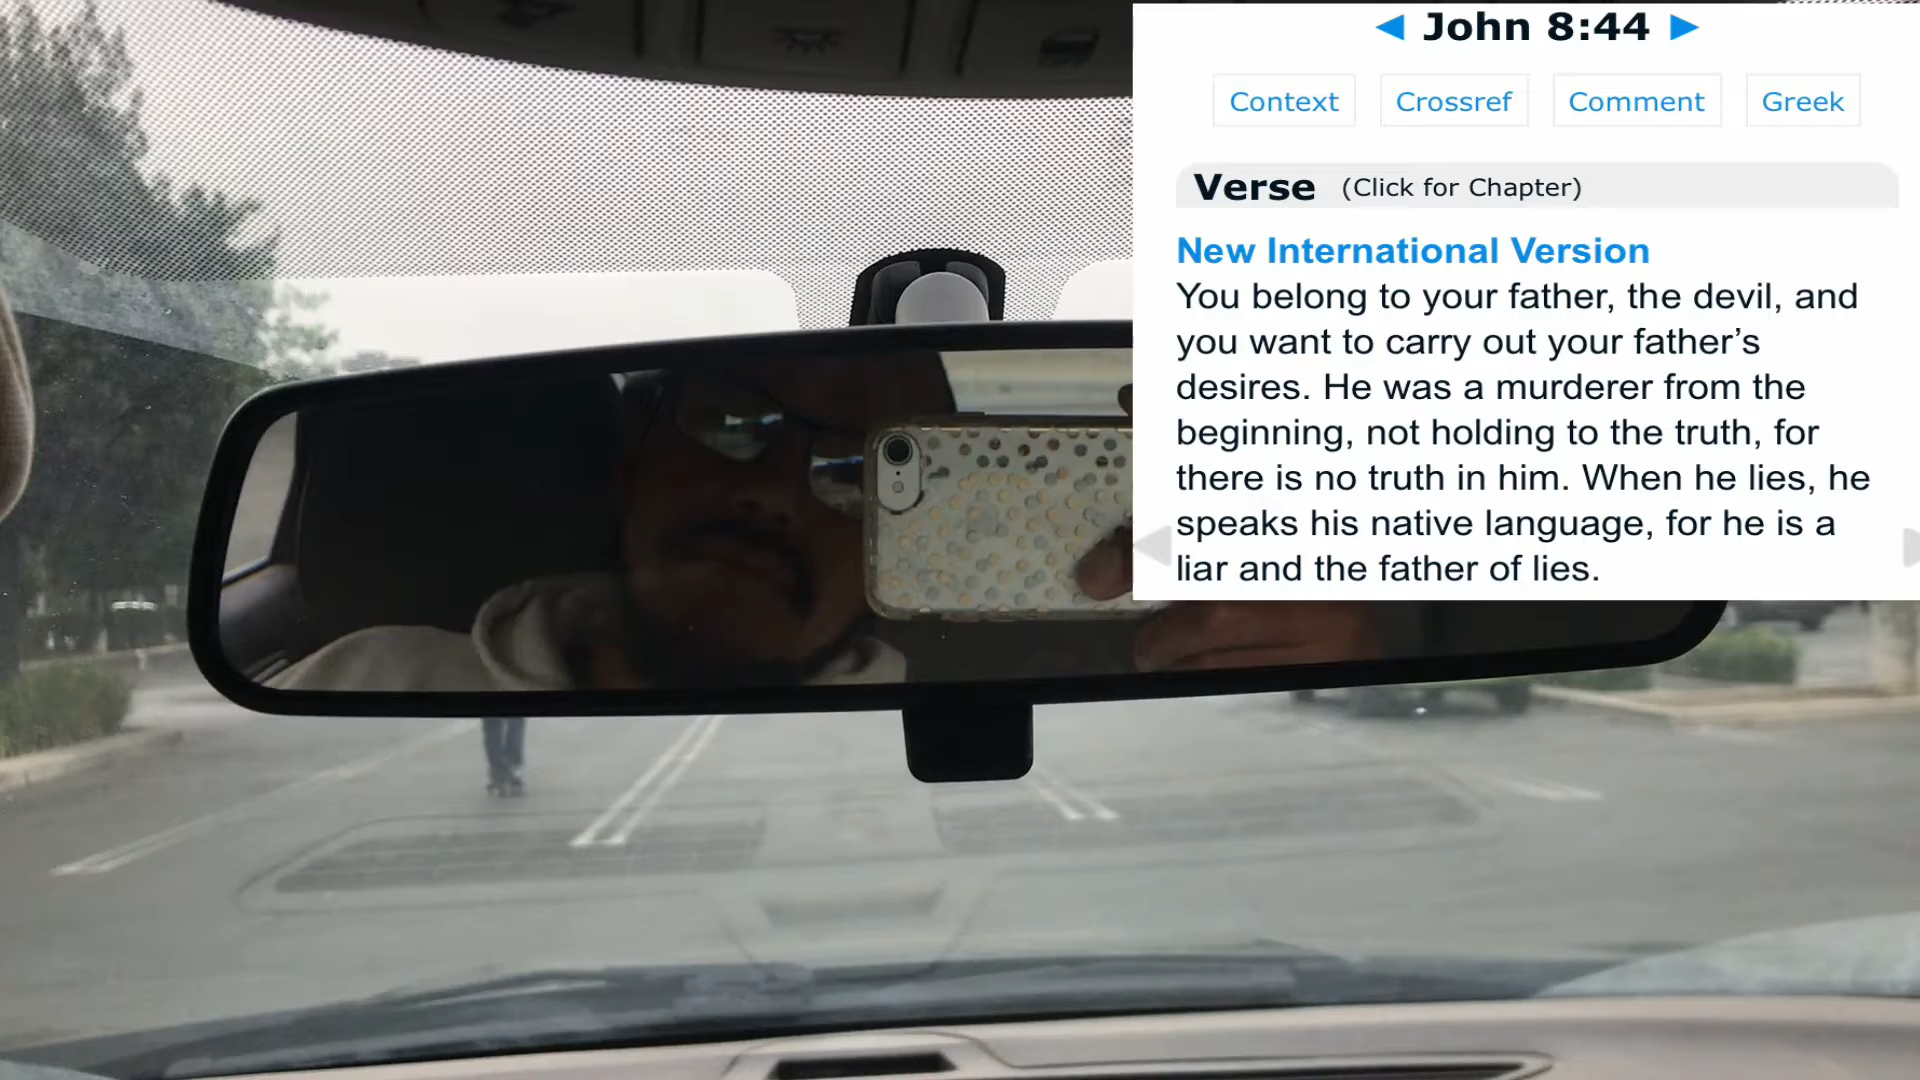 John 8:44
Context Crossref Comment Greek
Verse (Click for Chapter)
New International Version
You belong to your father, the devil, and
you want to carry out your father’s
desires. He was a murderer from the
beginning, not holding to the truth, for
there is no truth in him. When he lies, he
speaks his native language, for he is a
liar and the father of lies.